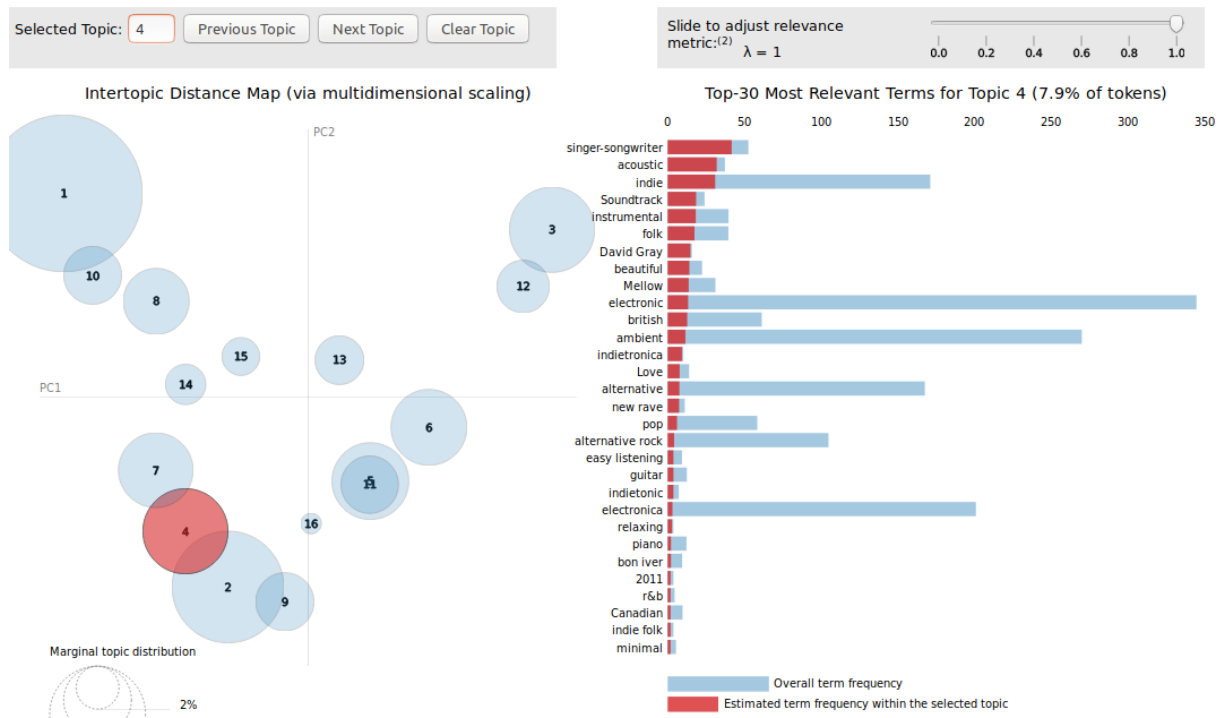 Selected Topic: 4 Previous Topic Next Topic Clear Topic
Slide to adjust relevance
metric:(2) λ = 1
0.0 0.2 0.4 0.6 0.8 1.0
Intertopic Distance Map (via multidimensional scaling)
PC2
PC1
1
3
10
12
8
15
13
14
6
7
5
11
16
4
2
9
Marginal topic distribution
2%
Top-30 Most Relevant Terms for Topic 4 (7.9% of tokens)
0 50 100 150 200 250 300 350
singer-songwriter
acoustic
indie
Soundtrack
instrumental
folk
David Gray
beautiful
Mellow
electronic
british
ambient
indietronica
Love
alternative
new rave
pop
alternative rock
easy listening
guitar
indietonic
electronica
relaxing
piano
bon iver
2011
r&b
Canadian
indie folk
minimal
Overall term frequency
Estimated term frequency within the selected topic